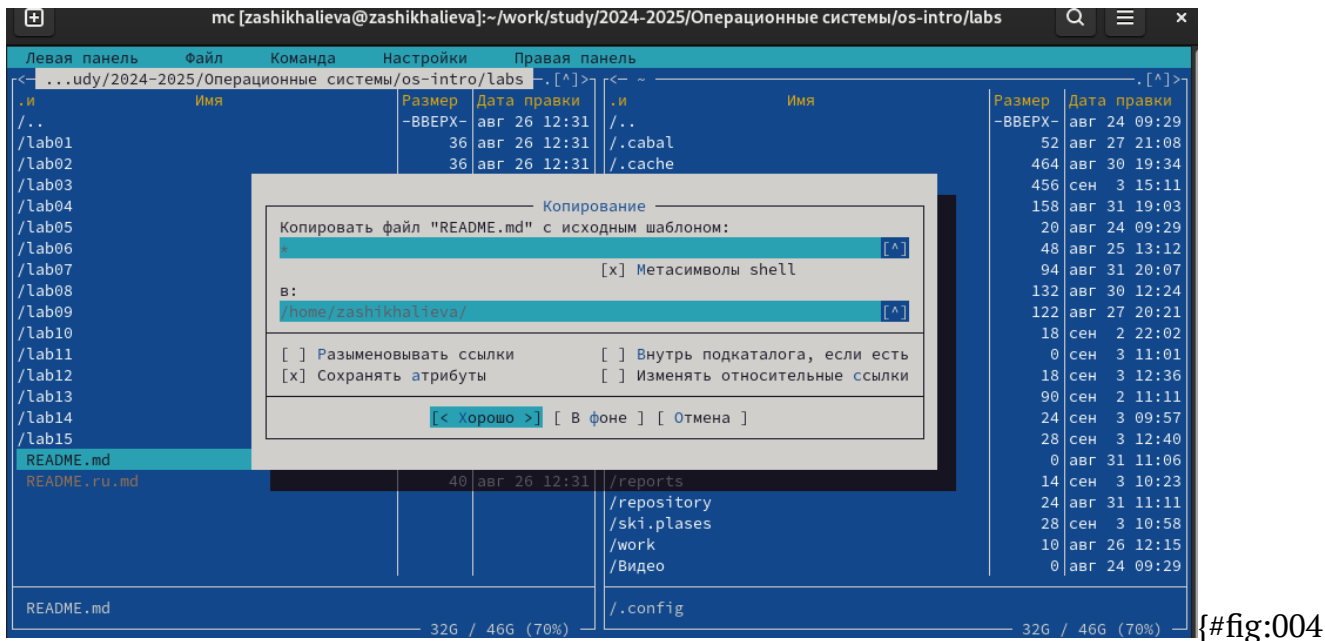 mc [zashikhalieva@zashikhalieva]:~/work/study/2024-2025/Операционные системы/os-intro/labs
Левая панель Файл Команда Настройки Правая панель
<— ...udy/2024-2025/Операционные системы/os-intro/labs —.[^]> <— ~ —.[^]>
.и Имя Размер Дата правки .и Имя Размер Дата правки
/.. -ВВЕРХ- авг 26 12:31 /.. -ВВЕРХ- авг 24 09:29
/lab01 36 авг 26 12:31 /.cabal 52 авг 27 21:08
/lab02 36 авг 26 12:31 /.cache 464 авг 30 19:34
/lab03 456 сен 3 15:11
/lab04 Копирование 158 авг 31 19:03
/lab05 Копировать файл "README.md" с исходным шаблоном: 20 авг 24 09:29
/lab06 * [^] 48 авг 25 13:12
/lab07 [x] Метасимволы shell 94 авг 31 20:07
/lab08 в: 132 авг 30 12:24
/lab09 /home/zashikhalieva/ [^] 122 авг 27 20:21
/lab10 18 сен 2 22:02
/lab11 [ ] Разыменовывать ссылки [ ] Внутрь подкаталога, если есть 0 сен 3 11:01
/lab12 [x] Сохранять атрибуты [ ] Изменять относительные ссылки 18 сен 3 12:36
/lab13 90 сен 2 11:11
/lab14 [< Хорошо >] [ В фоне ] [ Отмена ] 24 сен 3 09:57
/lab15 28 сен 3 12:40
README.md 0 авг 31 11:06
README.ru.md 40 авг 26 12:31 /reports 14 сен 3 10:23
/repository 24 авг 31 11:11
/ski.plases 28 сен 3 10:58
/work 10 авг 26 12:15
/Видео 0 авг 24 09:29
README.md /.config
32G / 46G (70%) 32G / 46G (70%)
{#fig:004